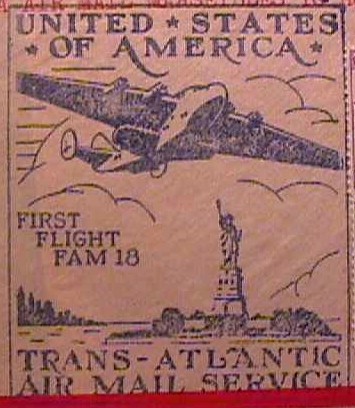 UNITED ★ STATES
★ OF AMERICA ★
FIRST
FLIGHT
FAM 18
TRANS-ATLANTIC
AIR MAIL SERVICE